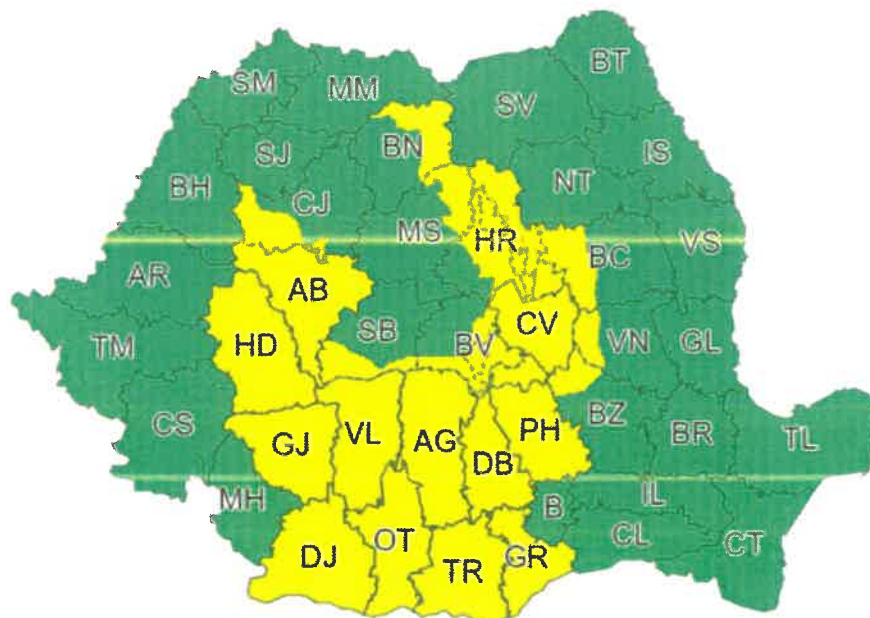 BT
SM MM
SV
BN
SJ IS
BH NT
CJ
MS HR VS
BC
AR
AB
CV
SB
TM HD BV VN GL
CS VL PH BZ BR TL
GJ AG
DB
MH IL
B
CL CT
DJ OT TR GR